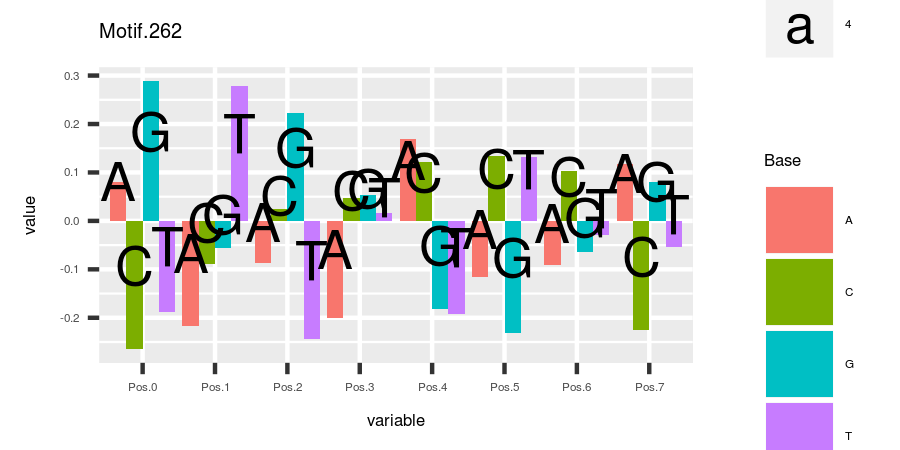 Motif.262
a 4
0.3
0.2
0.1
0.0
-0.1
-0.2
value
A C G T A C G T A C G T A C G T A C G T A C G T A C G T A C G T
Pos.0 Pos.1 Pos.2 Pos.3 Pos.4 Pos.5 Pos.6 Pos.7
variable
Base
A
C
G
T